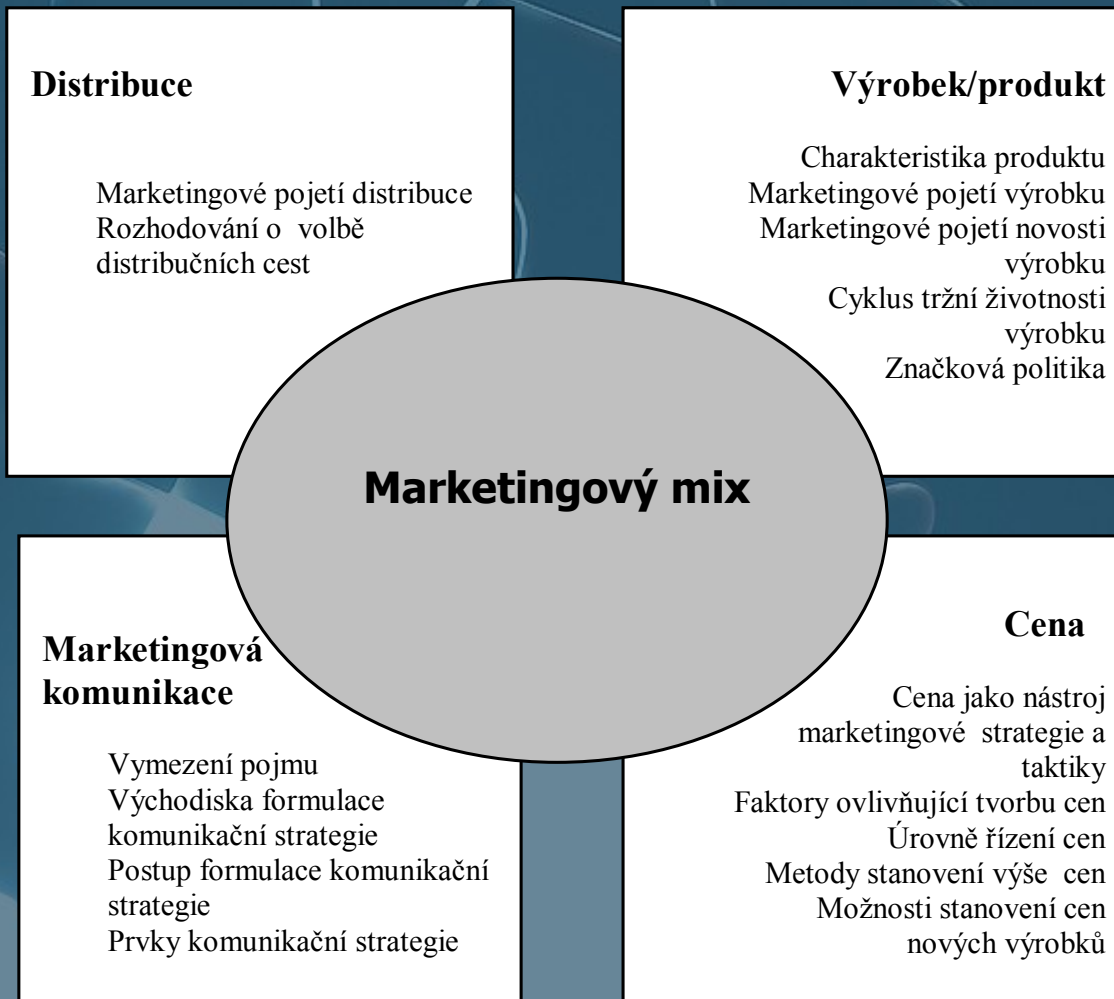 Distribuce
Marketingové pojetí distribuce
Rozhodování o volbě
distribučních cest
Výrobek/produkt
Charakteristika produktu
Marketingové pojetí výrobku
Marketingové pojetí novosti
výrobku
Cyklus tržní životnosti
výrobku
Značková politika
Marketingový mix
Marketingová
komunikace
Vymezení pojmu
Východiska formulace
komunikační strategie
Postup formulace komunikační
strategie
Prvky komunikační strategie
Cena
Cena jako nástroj
marketingové strategie a
taktiky
Faktory ovlivňující tvorbu cen
Úrovně řízení cen
Metody stanovení výše cen
Možnosti stanovení cen
nových výrobků